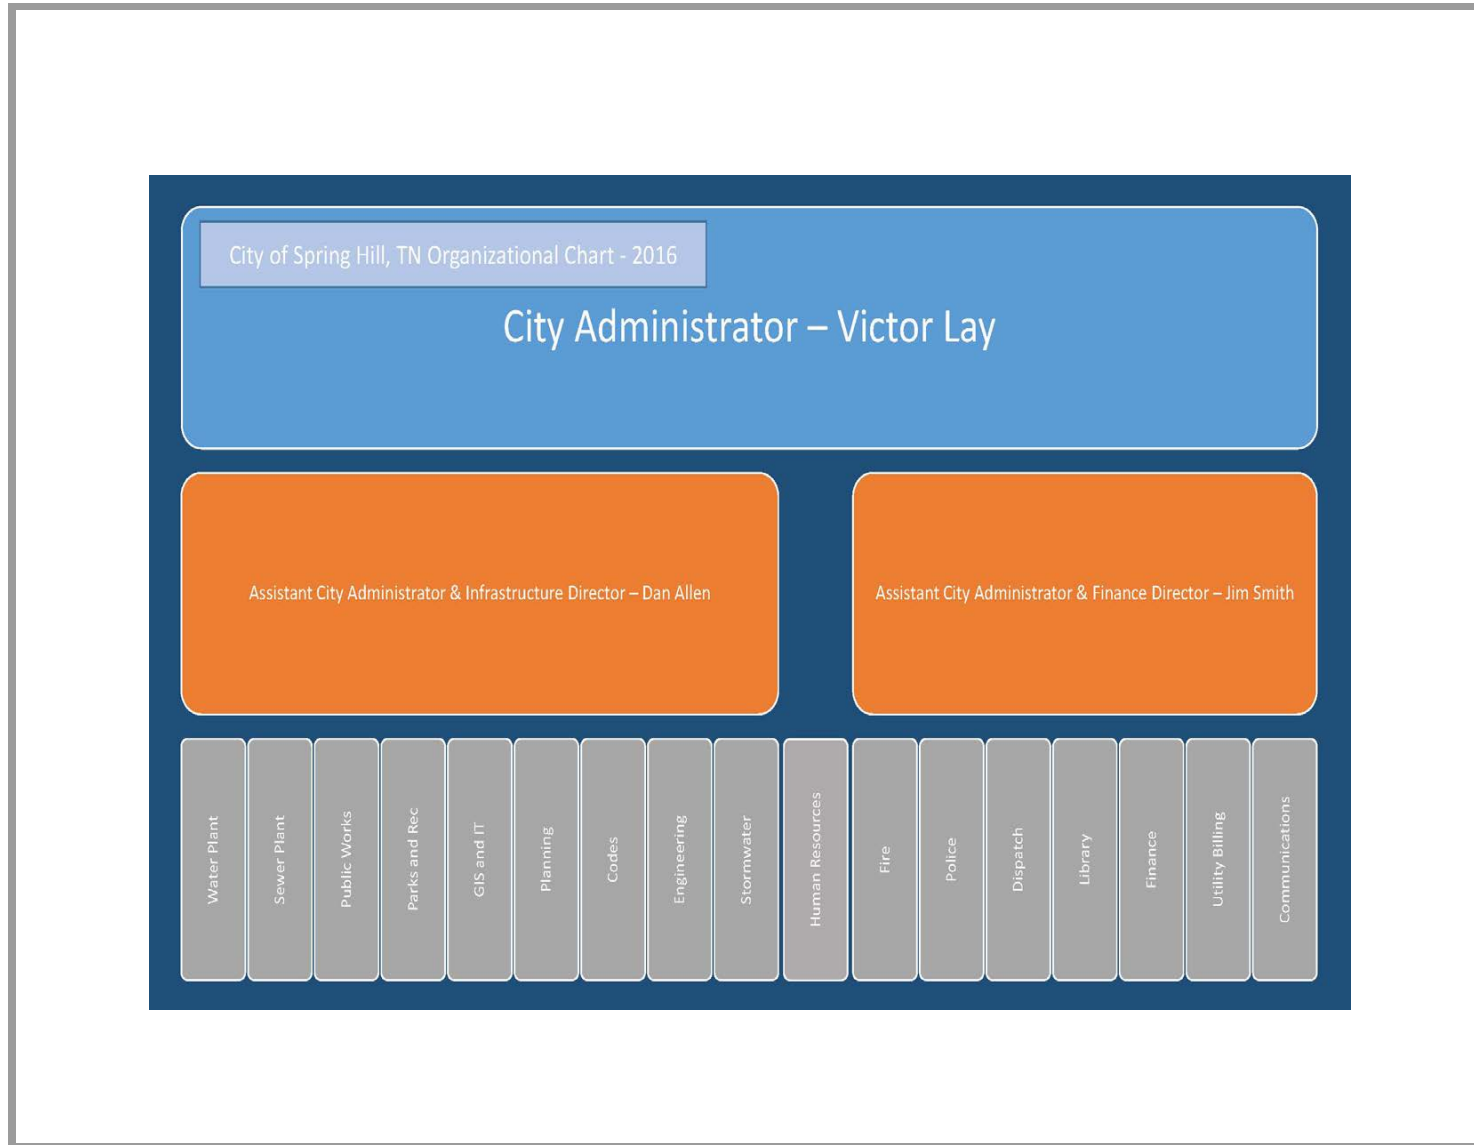 City of Spring Hill, TN Organizational Chart - 2016
City Administrator – Victor Lay
Assistant City Administrator & Infrastructure Director – Dan Allen
Assistant City Administrator & Finance Director – Jim Smith
Water Plant
Sewer Plant
Public Works
Parks and Rec
GIS and IT
Planning
Codes
Engineering
Stormwater
Human Resources
Fire
Police
Dispatch
Library
Finance
Utility Billing
Communications